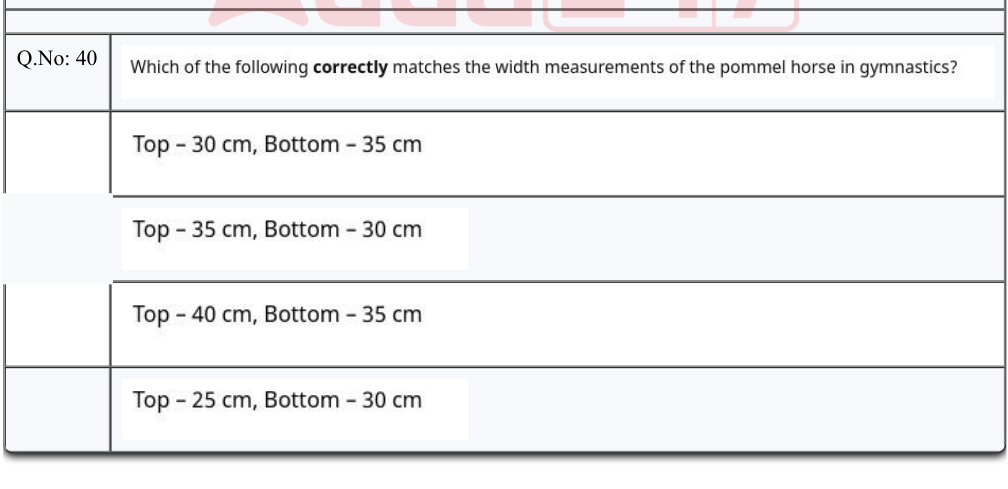 Q.No: 40
Which of the following correctly matches the width measurements of the pommel horse in gymnastics?
Top – 30 cm, Bottom – 35 cm
Top – 35 cm, Bottom – 30 cm
Top – 40 cm, Bottom – 35 cm
Top – 25 cm, Bottom – 30 cm